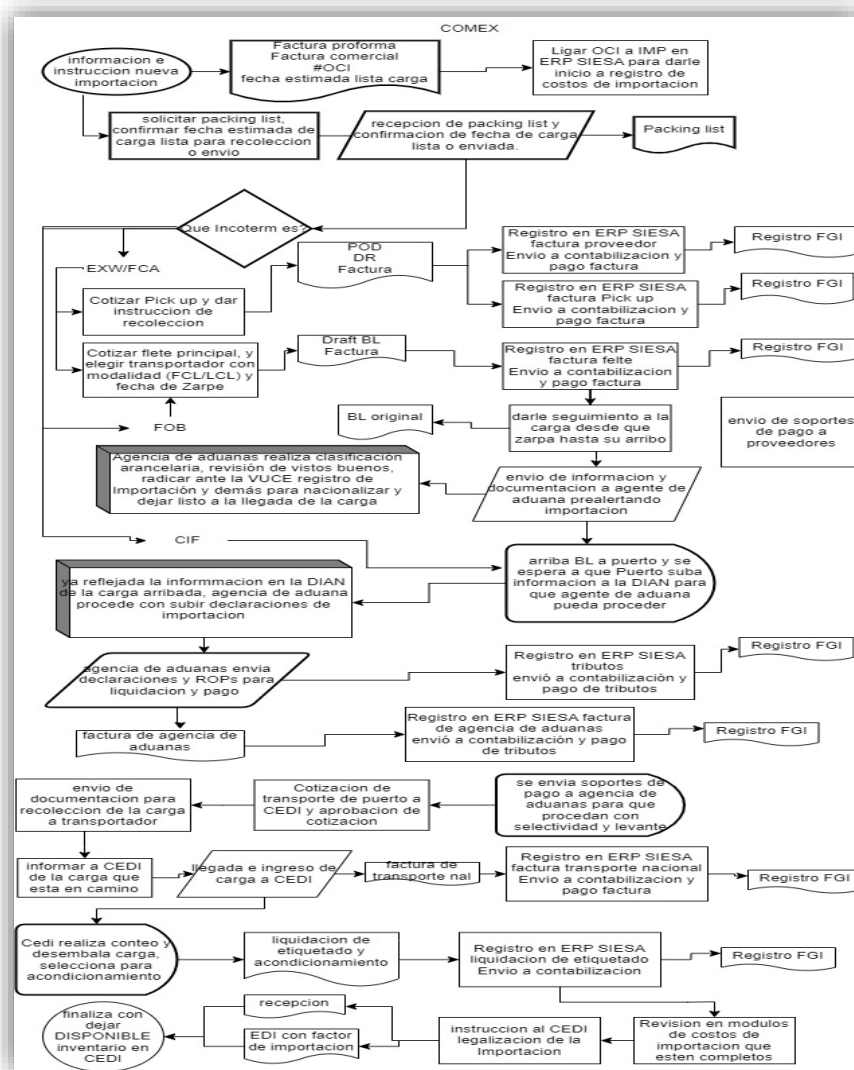 COMEX
informacion e
instruccion nueva
importacion
Factura proforma
Factura comercial
#OCI
fecha estimada lista carga
Ligar OCI a IMP en
ERP SIESA para darle
inicio a registro de
costos de importacion
solicitar packing list,
confirmar fecha estimada de
carga lista para recoleccion
o envio
recepcion de packing list y
confirmacion de fecha de carga
lista o enviada.
Packing list
Que Incoterm es?
EXW/FCA
POD
DR
Factura
Registro en ERP SIESA
factura proveedor
Envio a contabilizacion y
pago factura
Registro FGI
Cotizar Pick up y dar
instruccion de
recoleccion
Registro en ERP SIESA
factura Pick up
Envio a contabilizacion y
pago factura
Registro FGI
Cotizar flete principal, y
elegir transportador con
modalidad (FCL/LCL) y
fecha de Zarpe
Draft BL
Factura
Registro en ERP SIESA
factura felte
Envio a contabilizacion
y pago factura
Registro FGI
FOB
BL original
darle seguimiento a la
carga desde que
zarpa hasta su arribo
envio de soportes
de pago a
proveedores
Agencia de aduanas realiza clasificación
arancelaria, revisión de vistos buenos,
radicar ante la VUCE registro de
Importación y demás para nacionalizar y
dejar listo a la llegada de la carga
envio de informacion y
documentacion a agente de
aduana prealertando
importacion
CIF
arriba BL a puerto y se
espera a que Puerto suba
informacion a la DIAN para
que agente de aduana
pueda proceder
ya reflejada la informmacion en la DIAN
de la carga arribada, agencia de aduana
procede con subir declaraciones de
importacion
agencia de aduanas envia
declaraciones y ROPs para
liquidacion y pago
Registro en ERP SIESA
tributos
envió a contabilización y
pago de tributos
Registro FGI
factura de agencia de
aduanas
Registro en ERP SIESA factura
de agencia de aduanas
envió a contabilización y pago
de tributos
Registro FGI
envio de
documentacion para
recoleccion de la carga
a transportador
Cotizacion de
transporte de puerto a
CEDI y aprobacion de
cotizacion
se envia soportes de
pago a agencia de
aduanas para que
procedan con
selectividad y levante
informar a CEDI
de la carga que
esta en camino
llegada e ingreso de
carga a CEDI
factura de
transporte nal
Registro en ERP SIESA
factura transporte nacional
Envio a contabilizacion y
pago factura
Registro FGI
Cedi realiza conteo y
desembala carga,
selecciona para
acondicionamiento
liquidacion de
etiquetado y
acondicionamiento
Registro en ERP SIESA
liquidacion de etiquetado
Envio a contabilizacion
Registro FGI
finaliza con
dejar
DISPONIBLE
inventario en
CEDI
recepcion
EDI con factor
de importacion
instruccion al CEDI
legalizacion de la
Importacion
Revision en modulos
de costos de
importacion que
esten completos